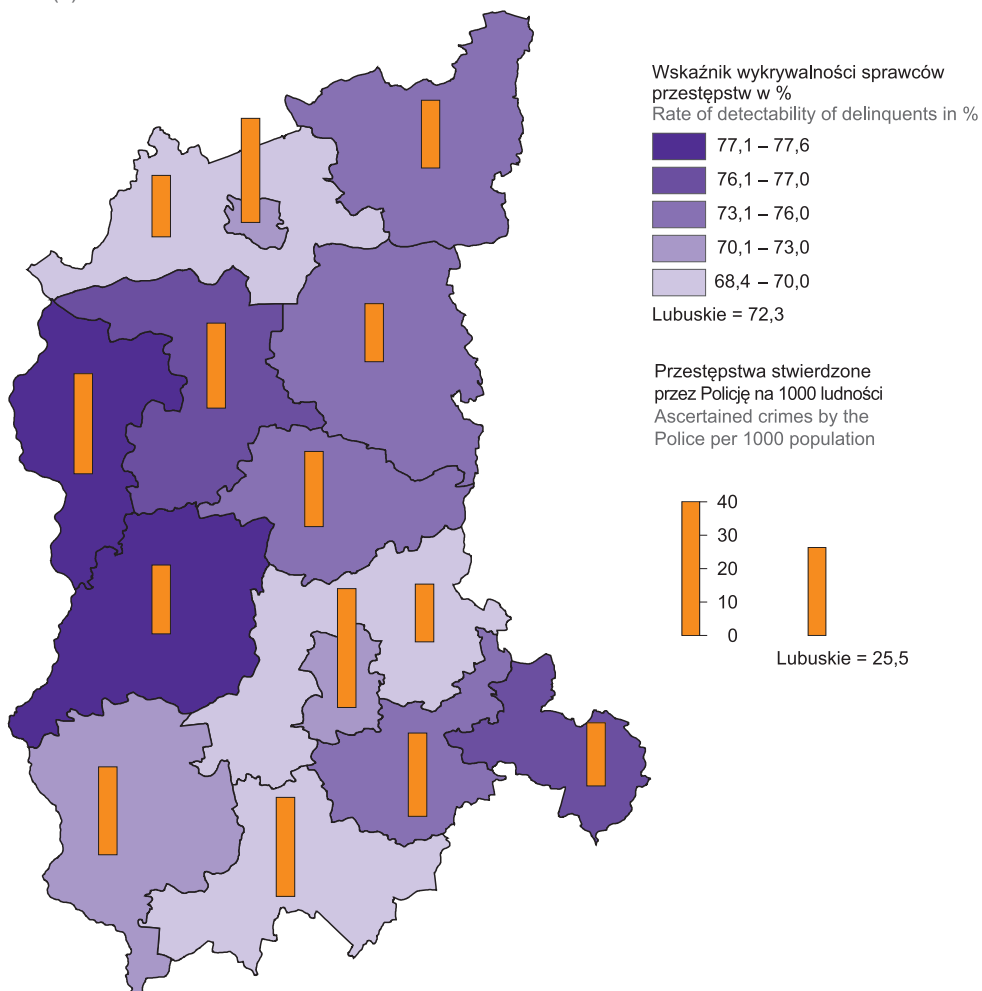 Wskaźnik wykrywalności sprawców
przestępstw w %
Rate of detectability of delinquents in %
77,1 – 77,6
76,1 – 77,0
73,1 – 76,0
70,1 – 73,0
68,4 – 70,0
Lubuskie = 72,3
Przestępstwa stwierdzone
przez Policję na 1000 ludności
Ascertained crimes by the
Police per 1000 population
40
30
20
10
0
Lubuskie = 25,5